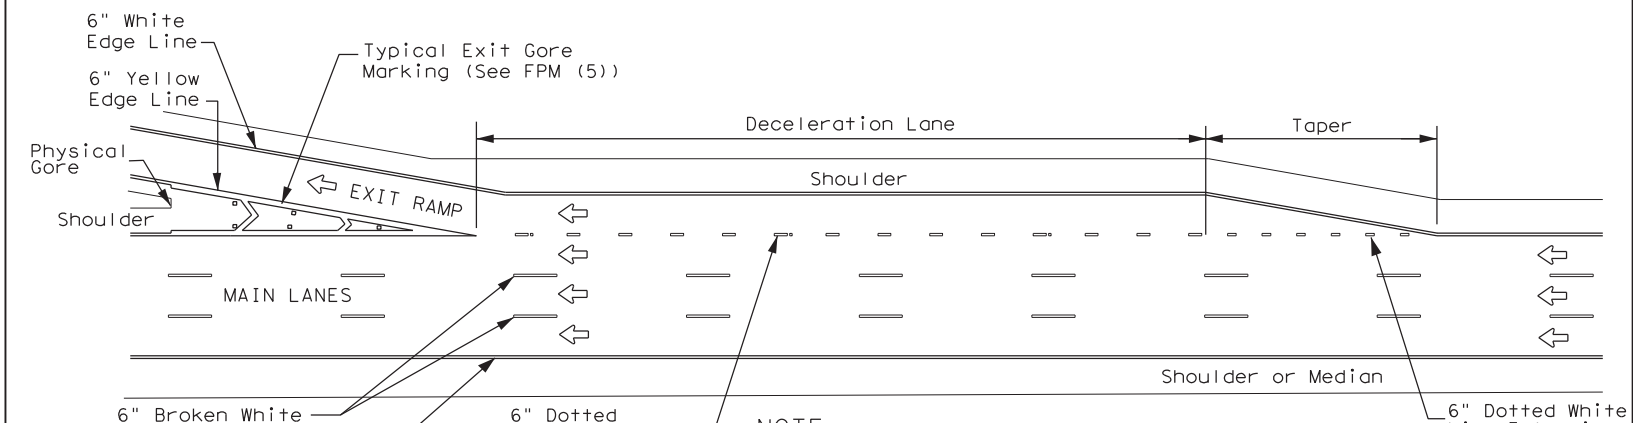 6" White
Edge Line
Typical Exit Gore
Marking (See FPM (5))
6" Yellow
Edge Line
Deceleration Lane
Taper
Physical
Gore
Shoulder
EXIT RAMP
Shoulder
MAIN LANES
Shoulder or Median
6" Broken White
6" Dotted
NOTE
6" Dotted White